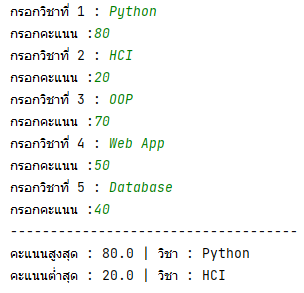 กรอกวิชาที่ 1 : Python
กรอกคะแนน :80
กรอกวิชาที่ 2 : HCI
กรอกคะแนน :20
กรอกวิชาที่ 3 : OOP
กรอกคะแนน :70
กรอกวิชาที่ 4 : Web App
กรอกคะแนน :50
กรอกวิชาที่ 5 : Database
กรอกคะแนน :40
------------------------------------
คะแนนสูงสุด : 80.0 | วิชา : Python
คะแนนต่ำสุด : 20.0 | วิชา : HCI